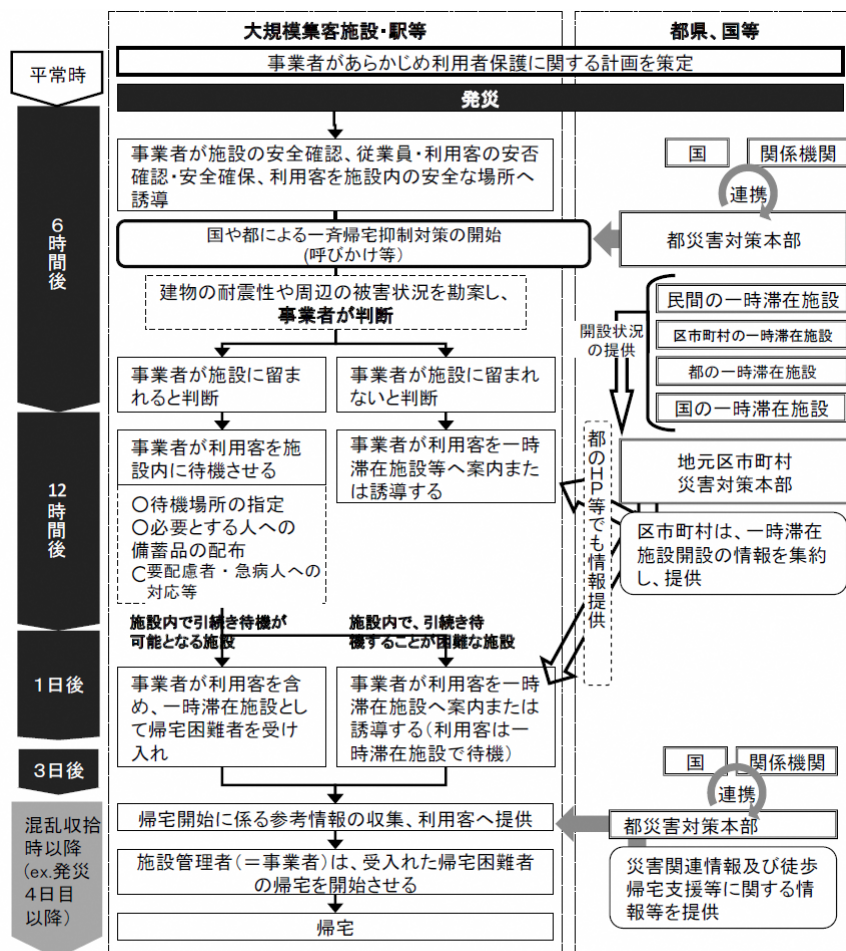 大規模集客施設・駅等
都県、国等
平常時
事業者があらかじめ利用者保護に関する計画を策定
発災
6時間後
事業者が施設の安全確認、従業員・利用客の安否
確認・安全確保、利用客を施設内の安全な場所へ
誘導
国
関係機関
連携
国や都による一斉帰宅抑制対策の開始
(呼びかけ等)
都災害対策本部
建物の耐震性や周辺の被害状況を勘案し、
事業者が判断
民間の一時滞在施設
区市町村の一時滞在施設
都の一時滞在施設
国の一時滞在施設
開設状況
の提供
事業者が施設に留ま
れると判断
事業者が施設に留まれ
ないと判断
12時間後
事業者が利用客を施
設内に待機させる
事業者が利用客を一時
滞在施設等へ案内また
は誘導する
○待機場所の指定
○必要とする人への
備蓄品の配布
○要配慮者・急病人への
対応等
都のHP等でも情報提供
地元区市町村
災害対策本部
区市町村は、一時滞在
施設開設の情報を集約
し、提供
施設内で引続き待機が
可能となる施設
施設内で、引続き待
機することが困難な施設
1日後
事業者が利用客を含
め、一時滞在施設とし
て帰宅困難者を受け
入れ
事業者が利用客を一時
滞在施設へ案内または
誘導する(利用客は一
時滞在施設で待機)
3日後
国
関係機関
連携
混乱収拾
時以降
(ex.発災
4日目
以降)
帰宅開始に係る参考情報の収集、利用客へ提供
都災害対策本部
施設管理者(=事業者)は、受入れた帰宅困難者
の帰宅を開始させる
災害関連情報及び徒歩
帰宅支援等に関する情
報等を提供
帰宅